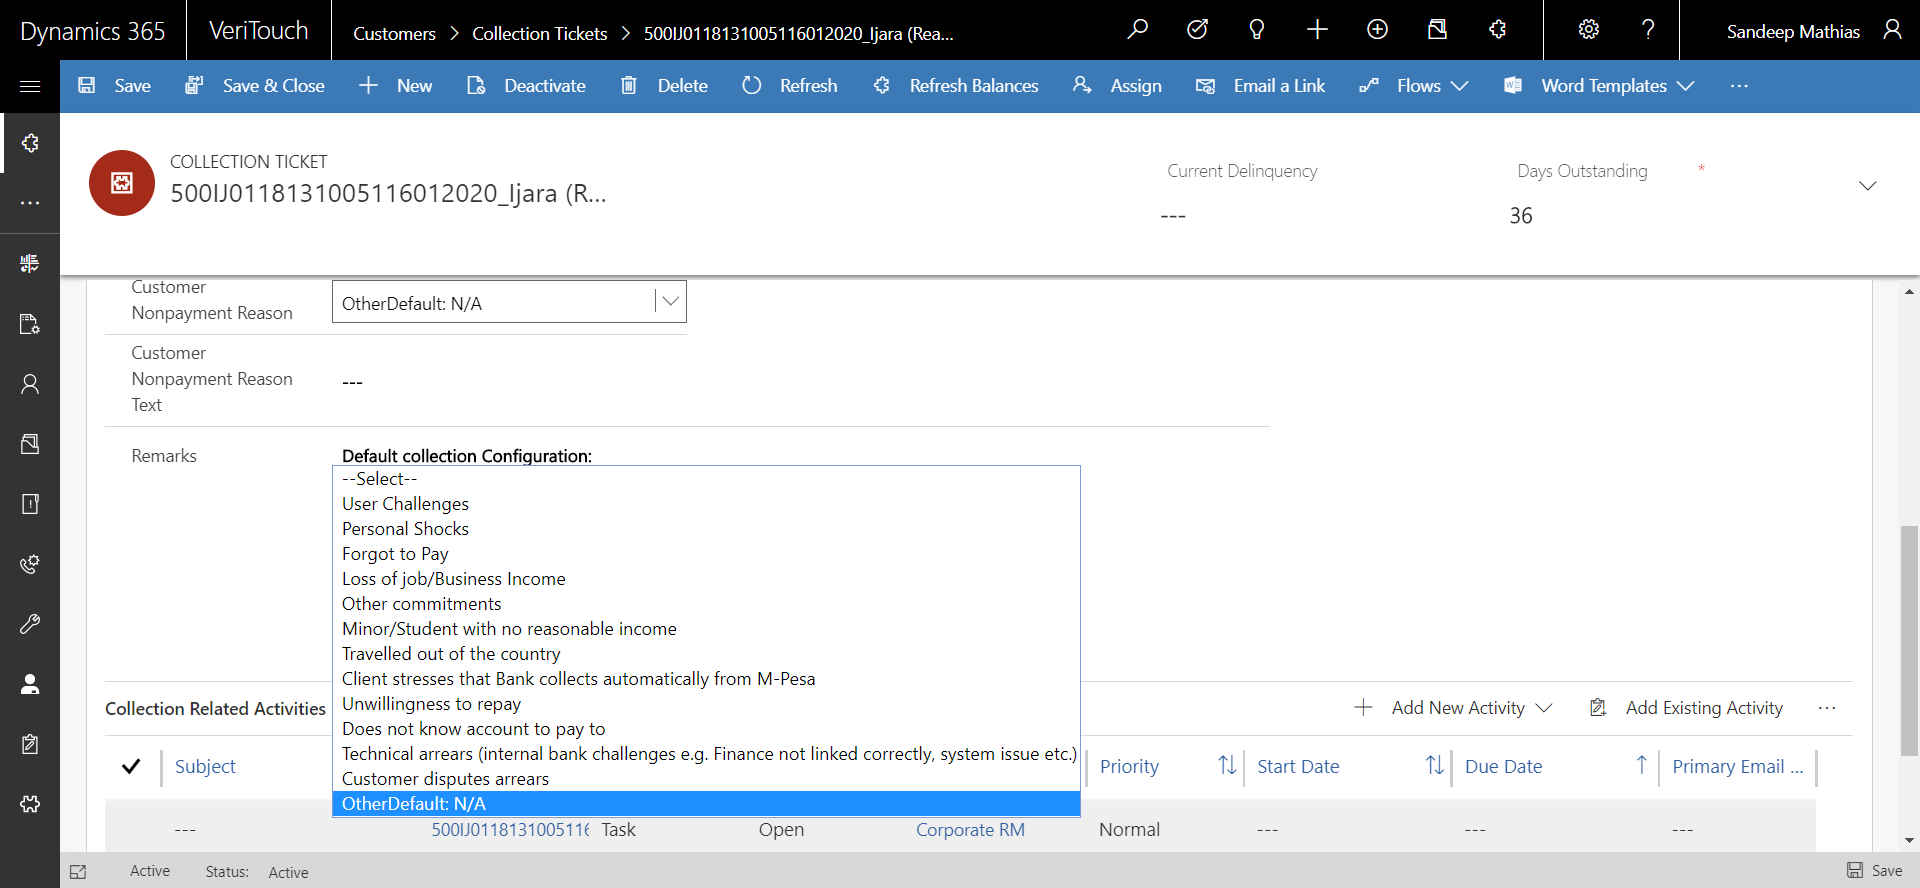 Dynamics 365
VeriTouch
Customers > Collection Tickets > 500IJ0118131005116012020_Ijara (Rea...
Sandeep Mathias
Save
Save & Close
New
Deactivate
Delete
Refresh
Refresh Balances
Assign
Email a Link
Flows
Word Templates
...
COLLECTION TICKET
500IJ0118131005116012020_Ijara (R...
Current Delinquency
---
Days Outstanding *
36
Customer
Nonpayment Reason
OtherDefault: N/A
Customer
Nonpayment Reason
Text
---
Remarks
Default collection Configuration:
--Select--
User Challenges
Personal Shocks
Forgot to Pay
Loss of job/Business Income
Other commitments
Minor/Student with no reasonable income
Travelled out of the country
Client stresses that Bank collects automatically from M-Pesa
Unwillingness to repay
Does not know account to pay to
Technical arrears (internal bank challenges e.g. Finance not linked correctly, system issue etc.)
Customer disputes arrears
OtherDefault: N/A
Collection Related Activities
Add New Activity
Add Existing Activity
...
Subject
Priority
Start Date
Due Date
Primary Email ...
---
500IJ0118131005116
Task
Open
Corporate RM
Normal
---
---
---
Active
Status:
Active
Save